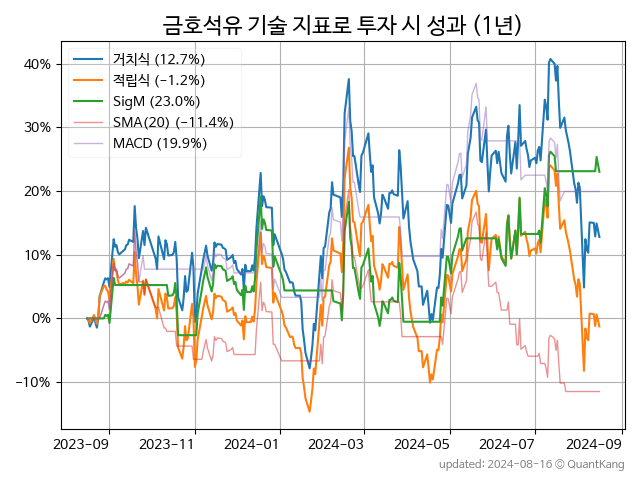 금호석유 기술 지표로 투자 시 성과 (1년)
거치식 (12.7%)
적립식 (−1.2%)
SigM (23.0%)
SMA(20) (−11.4%)
MACD (19.9%)
40%
30%
20%
10%
0%
−10%
2023-09
2023-11
2024-01
2024-03
2024-05
2024-07
2024-09
updated: 2024-08-16 © QuantKang